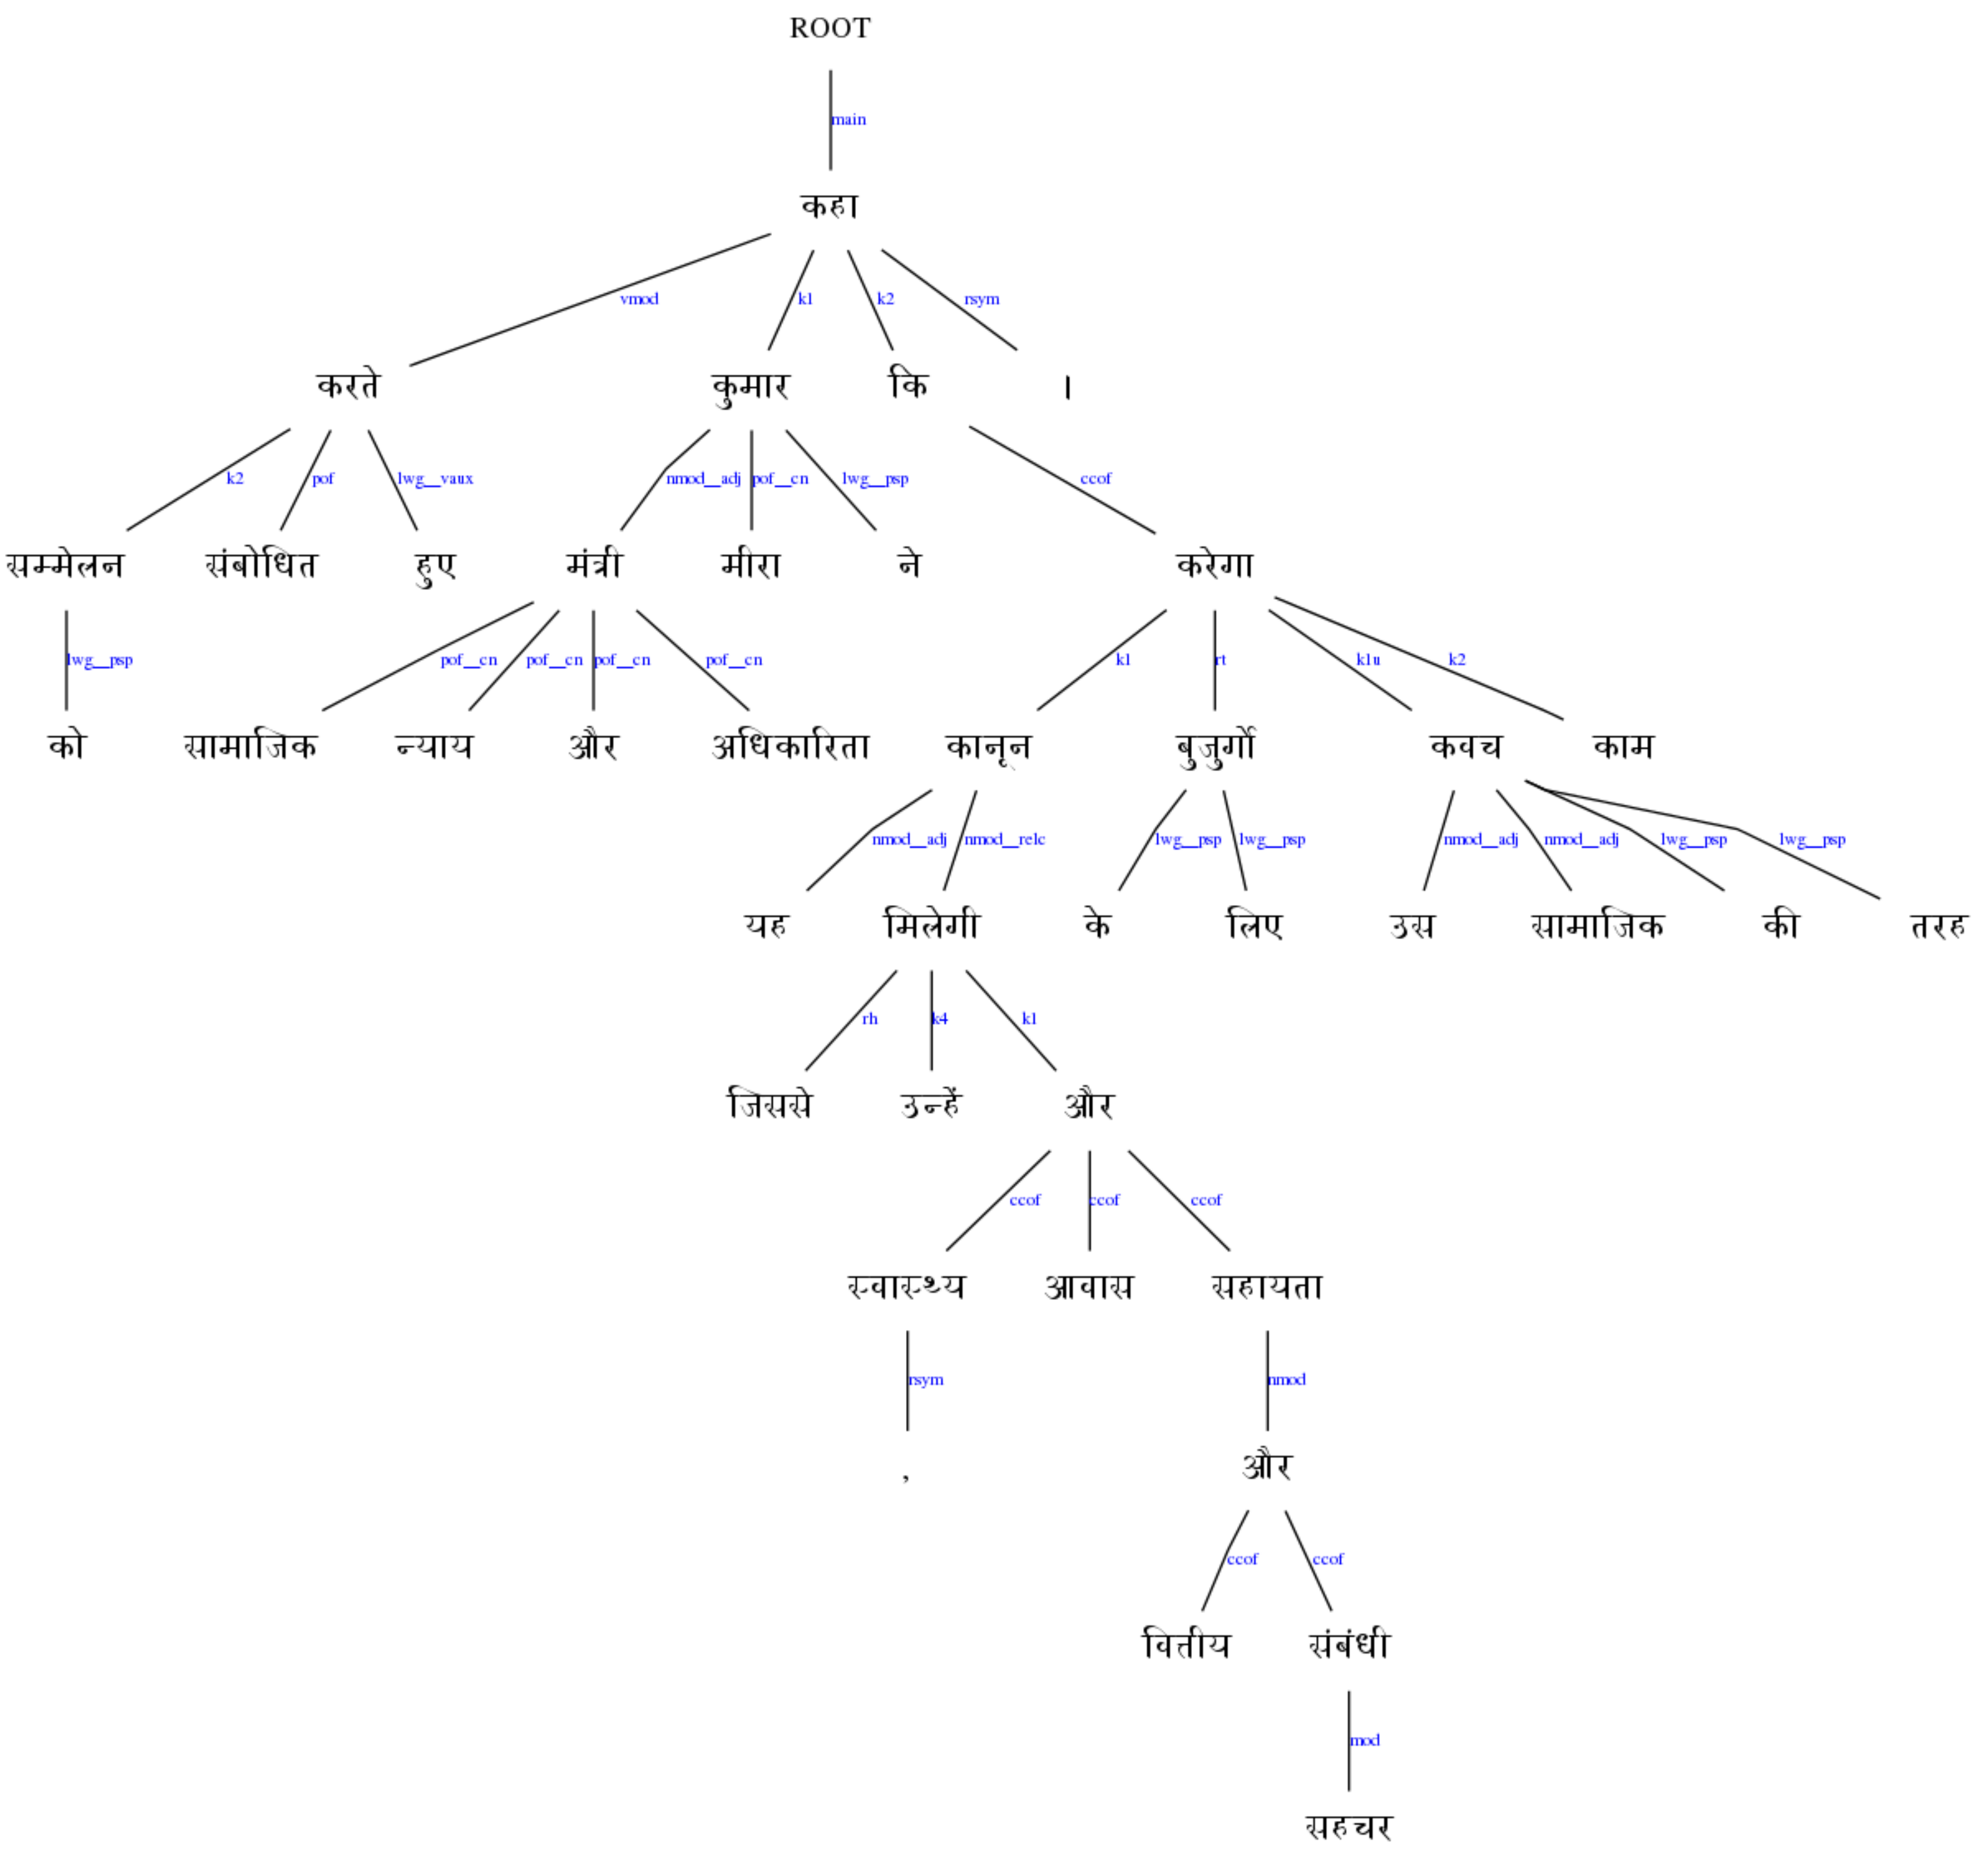 ROOT
main
कहा
vmod k1 k2 rsym
करते कुमार कि ।
k2 pof lwg__vaux nmod__adj pof__cn lwg__psp ccof
सम्मेलन संबोधित हुए मंत्री मीरा ने करेगा
lwg__psp pof__cn pof__cn pof__cn pof__cn k1 rt k1u k2
को सामाजिक न्याय और अधिकारिता कानून बुजुर्गों कवच काम
nmod__adj nmod__relc lwg__psp lwg__psp nmod__adj nmod__adj lwg__psp lwg__psp
यह मिलेगी के लिए उस सामाजिक की तरह
rh k4 k1
जिससे उन्हें और
ccof ccof ccof
स्वास्थ्य आवास सहायता
rsym nmod
, और
ccof ccof
वित्तीय संबंधी
mod
सहचर